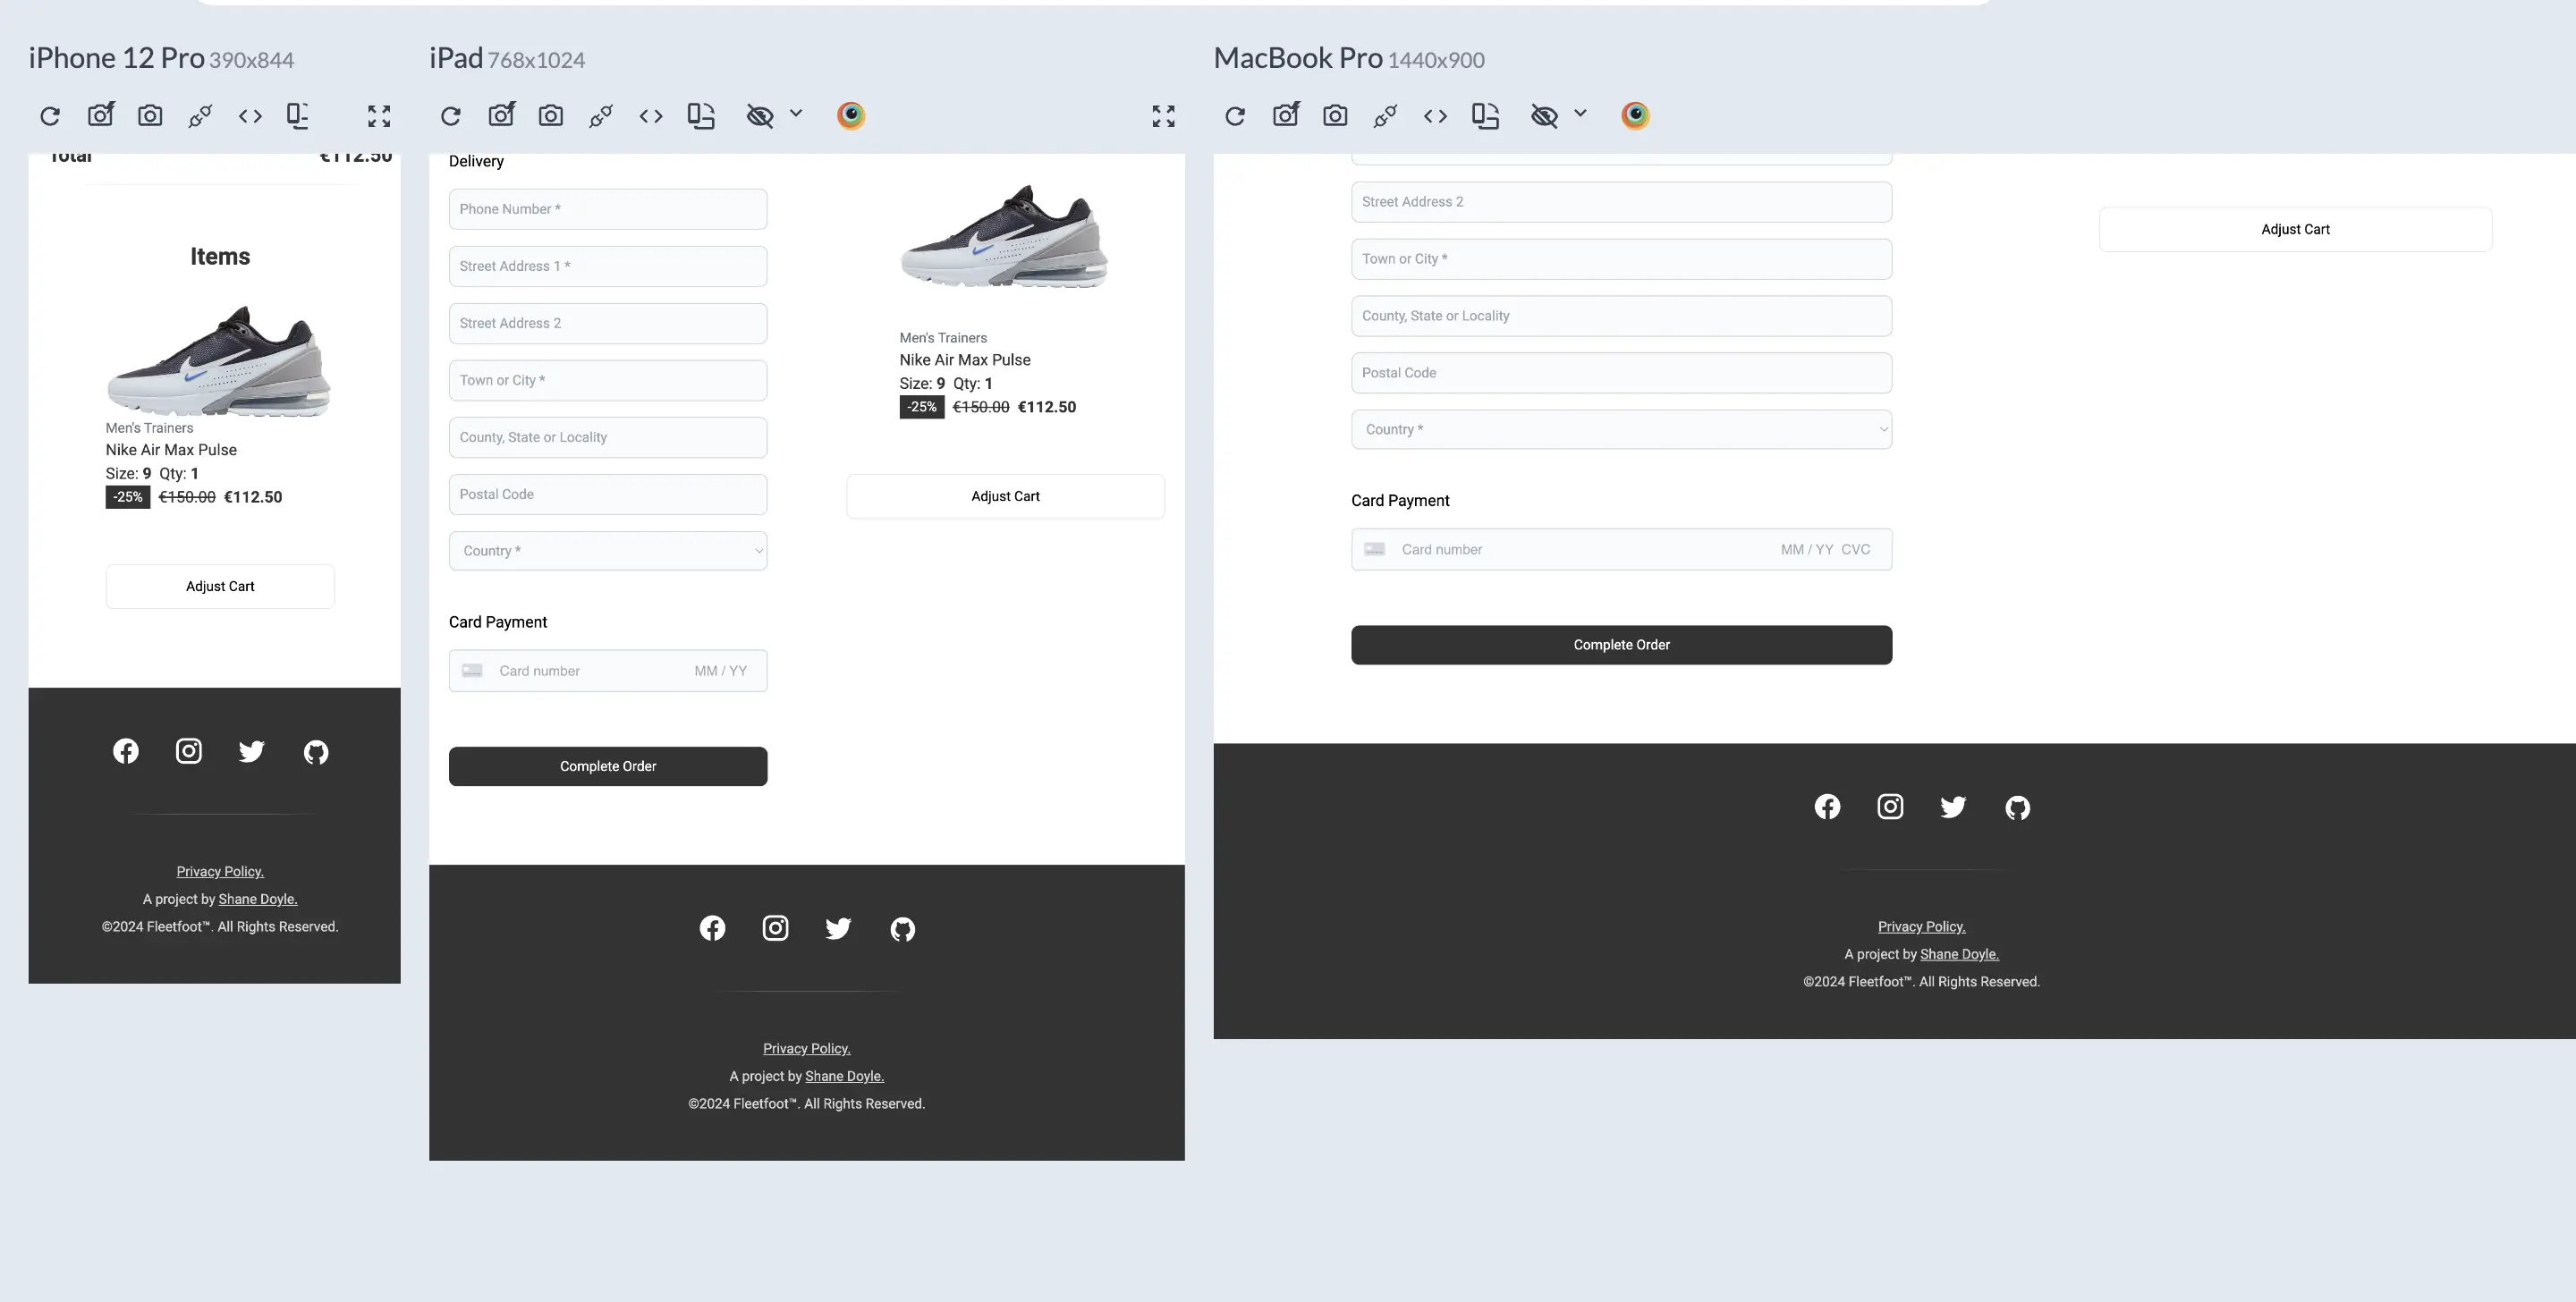 iPhone 12 Pro 390x844
Total €112.50
Items
Men's Trainers
Nike Air Max Pulse
Size: 9 Qty: 1
-25% €150.00 €112.50
Adjust Cart
Privacy Policy.
A project by Shane Doyle.
©2024 Fleetfoot™. All Rights Reserved.
iPad 768x1024
Delivery
Phone Number *
Street Address 1 *
Street Address 2
Town or City *
County, State or Locality
Postal Code
Country *
Card Payment
Card number MM / YY
Complete Order
Men's Trainers
Nike Air Max Pulse
Size: 9 Qty: 1
-25% €150.00 €112.50
Adjust Cart
Privacy Policy.
A project by Shane Doyle.
©2024 Fleetfoot™. All Rights Reserved.
MacBook Pro 1440x900
Street Address 2
Town or City *
County, State or Locality
Postal Code
Country *
Card Payment
Card number MM / YY CVC
Complete Order
Adjust Cart
Privacy Policy.
A project by Shane Doyle.
©2024 Fleetfoot™. All Rights Reserved.